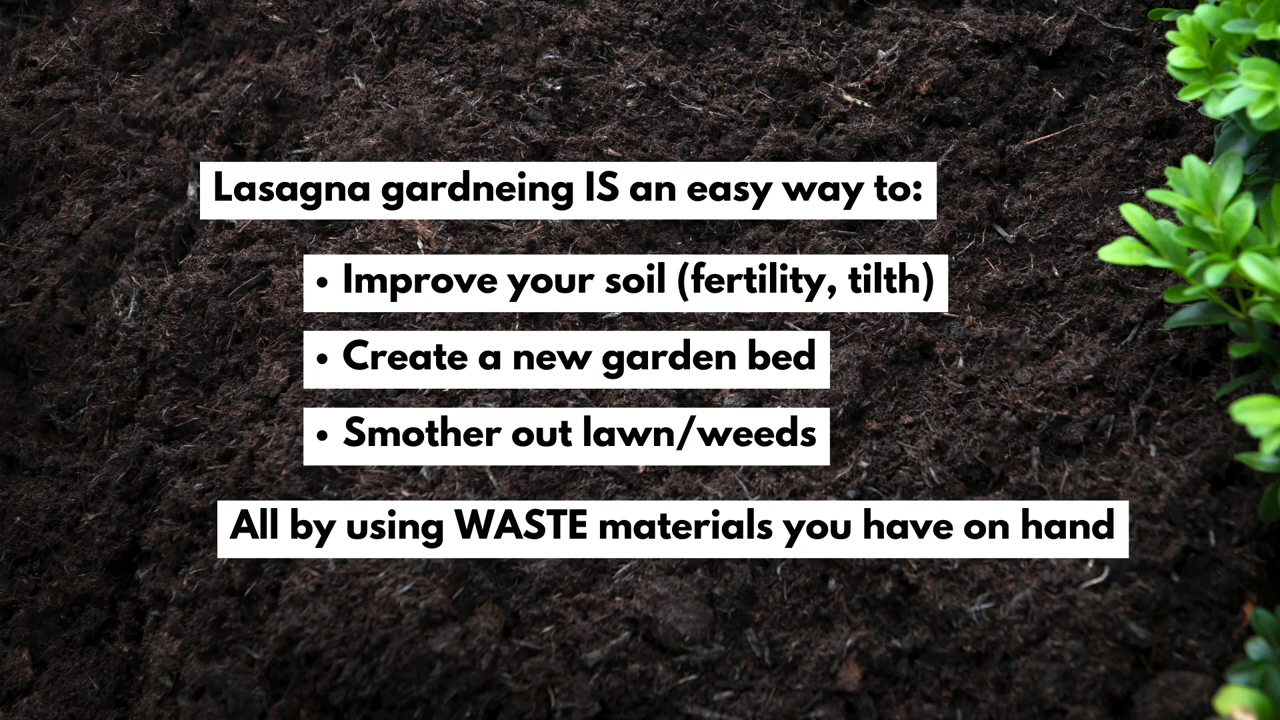 Lasagna gardneing IS an easy way to:
• Improve your soil (fertility, tilth)
• Create a new garden bed
• Smother out lawn/weeds
All by using WASTE materials you have on hand